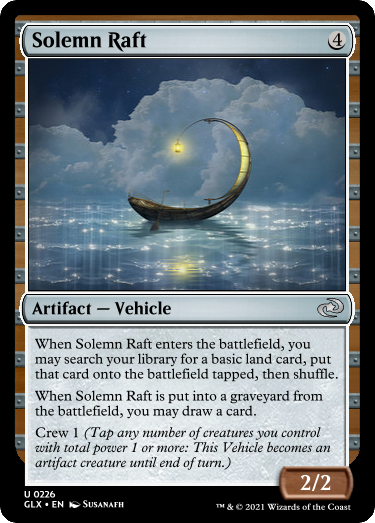 Solemn Raft 4
Artifact — Vehicle
When Solemn Raft enters the battlefield, you
may search your library for a basic land card, put
that card onto the battlefield tapped, then shuffle.
When Solemn Raft is put into a graveyard from
the battlefield, you may draw a card.
Crew 1 (Tap any number of creatures you control
with total power 1 or more: This Vehicle becomes an
artifact creature until end of turn.)
2/2
U 0226
GLX • EN Susanafh
™ & © 2021 Wizards of the Coast